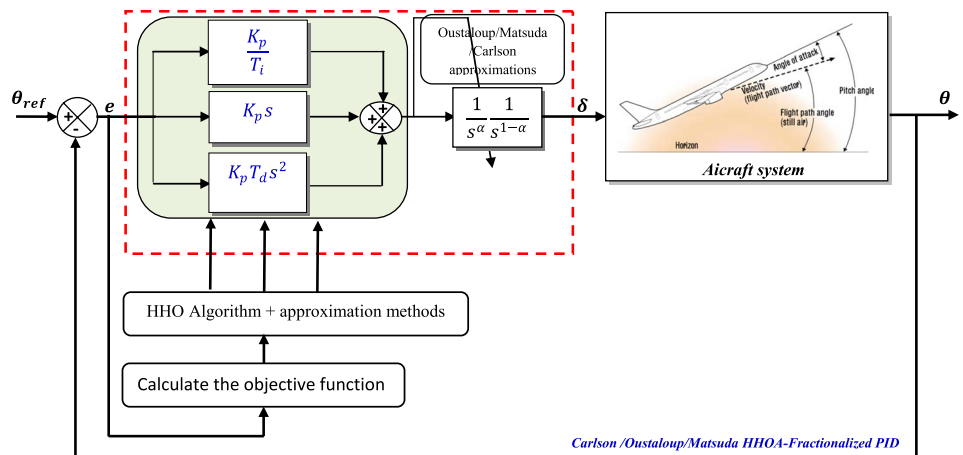 K_p
T_i
Oustaloup/Matsuda
/Carlson
approximations
θ_ref
e
K_p s
1
s^α
1
s^{1−α}
δ
K_p T_d s^2
Angle of attack
Velocity
(flight path vector)
Pitch angle
Flight path angle
(still air)
Horizon
Aicraft system
θ
+
+
-
+
+
+
HHO Algorithm + approximation methods
Calculate the objective function
Carlson /Oustaloup/Matsuda HHOA-Fractionalized PID